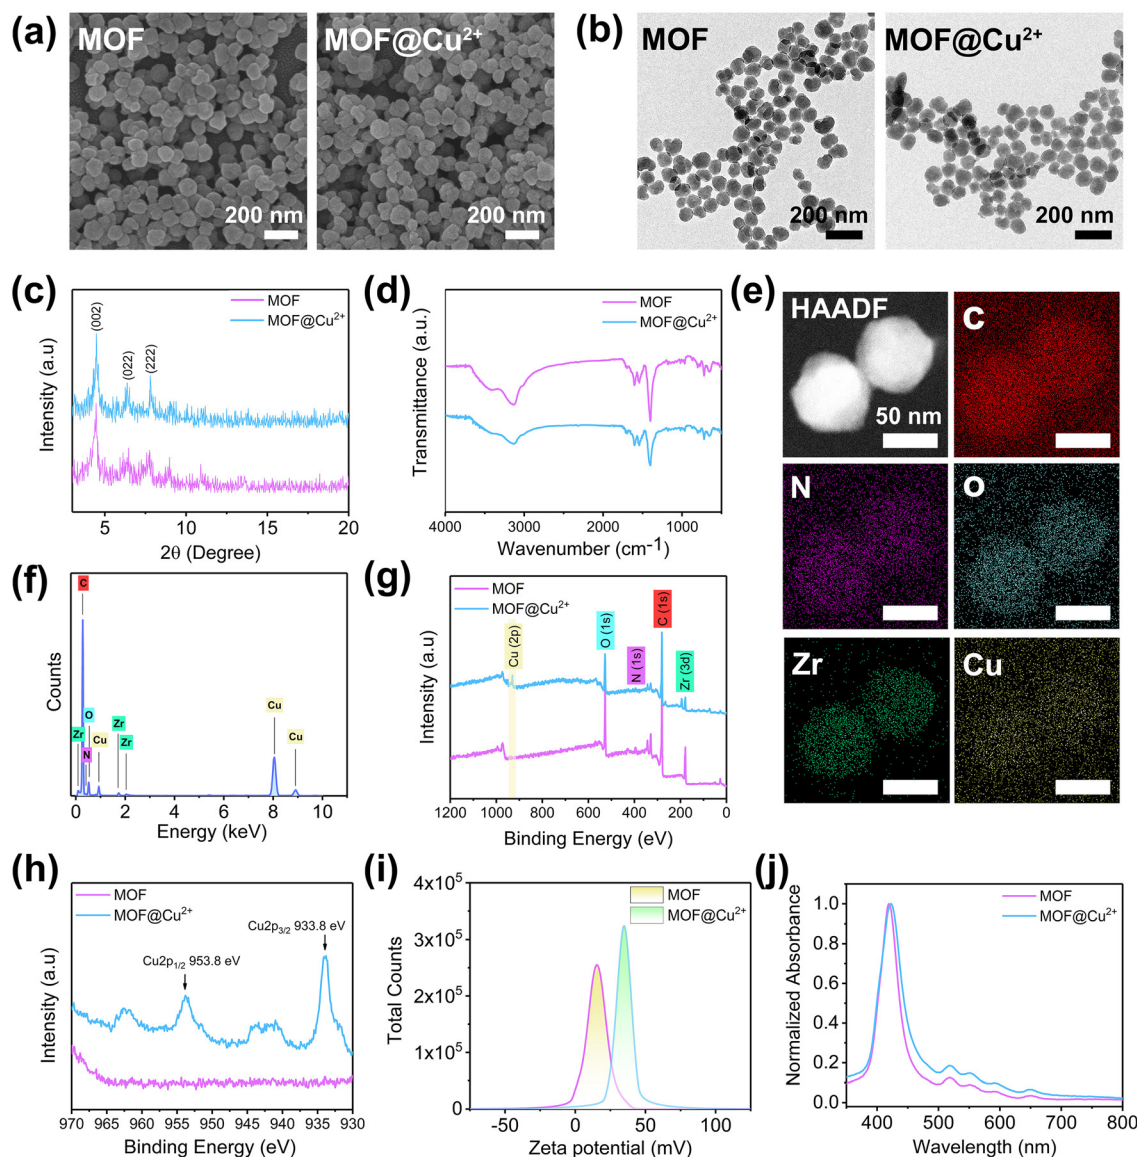 (a)
MOF
MOF@Cu²⁺
200 nm
200 nm
(b)
MOF
MOF@Cu²⁺
200 nm
200 nm
(c)
MOF
MOF@Cu²⁺
(002)
(022)
(222)
Intensity (a.u)
5 10 15 20
2θ (Degree)
(d)
MOF
MOF@Cu²⁺
Transmittance (a.u.)
4000 3000 2000 1000
Wavenumber (cm⁻¹)
(e)
HAADF
50 nm
C
N
O
Zr
Cu
(f)
C
O
Zr
N
Cu
Zr
Zr
Cu
Cu
Counts
0 2 4 6 8 10
Energy (keV)
(g)
MOF
MOF@Cu²⁺
Cu (2p)
O (1s)
N (1s)
C (1s)
Zr (3d)
Intensity (a.u)
1200 1000 800 600 400 200 0
Binding Energy (eV)
(h)
MOF
MOF@Cu²⁺
Cu2p₃/₂ 933.8 eV
Cu2p₁/₂ 953.8 eV
Intensity (a.u)
970 965 960 955 950 945 940 935 930
Binding Energy (eV)
(i)
MOF
MOF@Cu²⁺
4x10⁵
3x10⁵
2x10⁵
1x10⁵
0
Total Counts
-50 0 50 100
Zeta potential (mV)
(j)
MOF
MOF@Cu²⁺
1.0
0.8
0.6
0.4
0.2
0.0
Normalized Absorbance
400 500 600 700 800
Wavelength (nm)